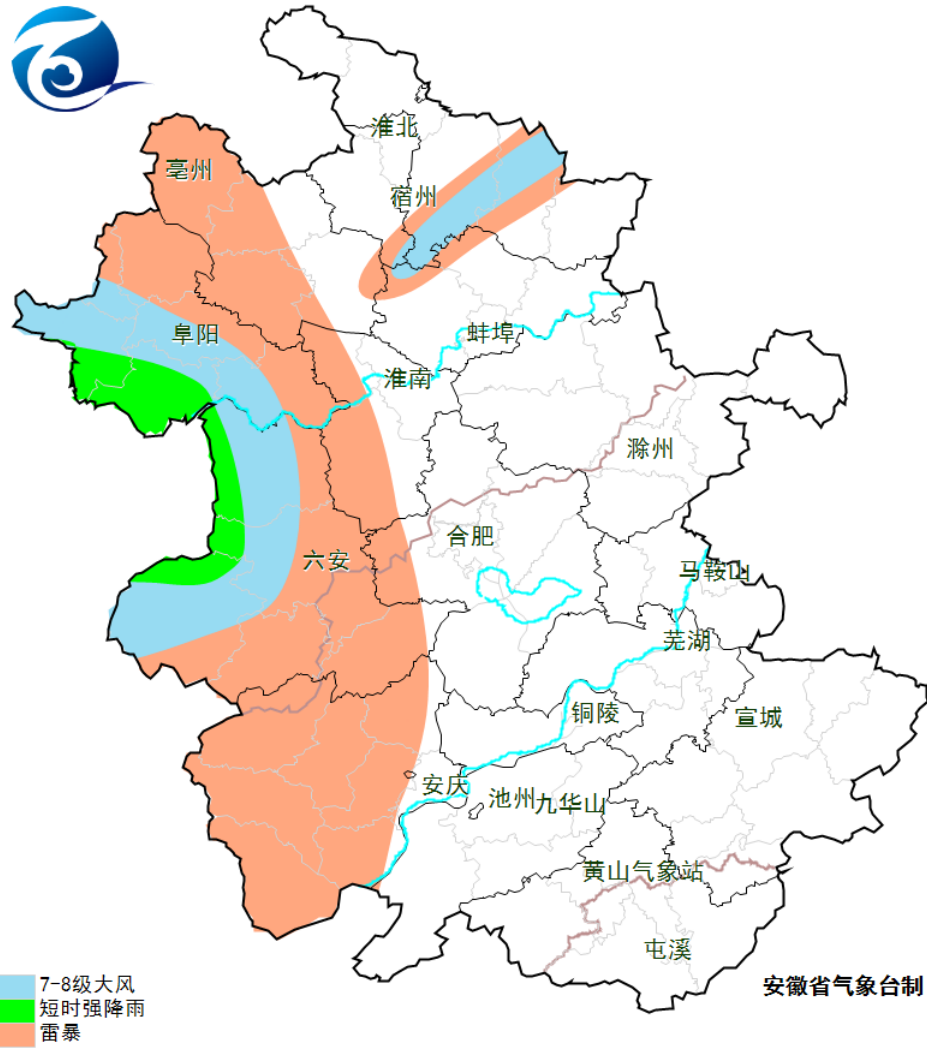 淮北
亳州
宿州
阜阳
蚌埠
淮南
滁州
合肥
六安
马鞍山
芜湖
铜陵
宣城
安庆
池州
九华山
黄山气象站
屯溪
7-8级大风
短时强降雨
雷暴
安徽省气象台制